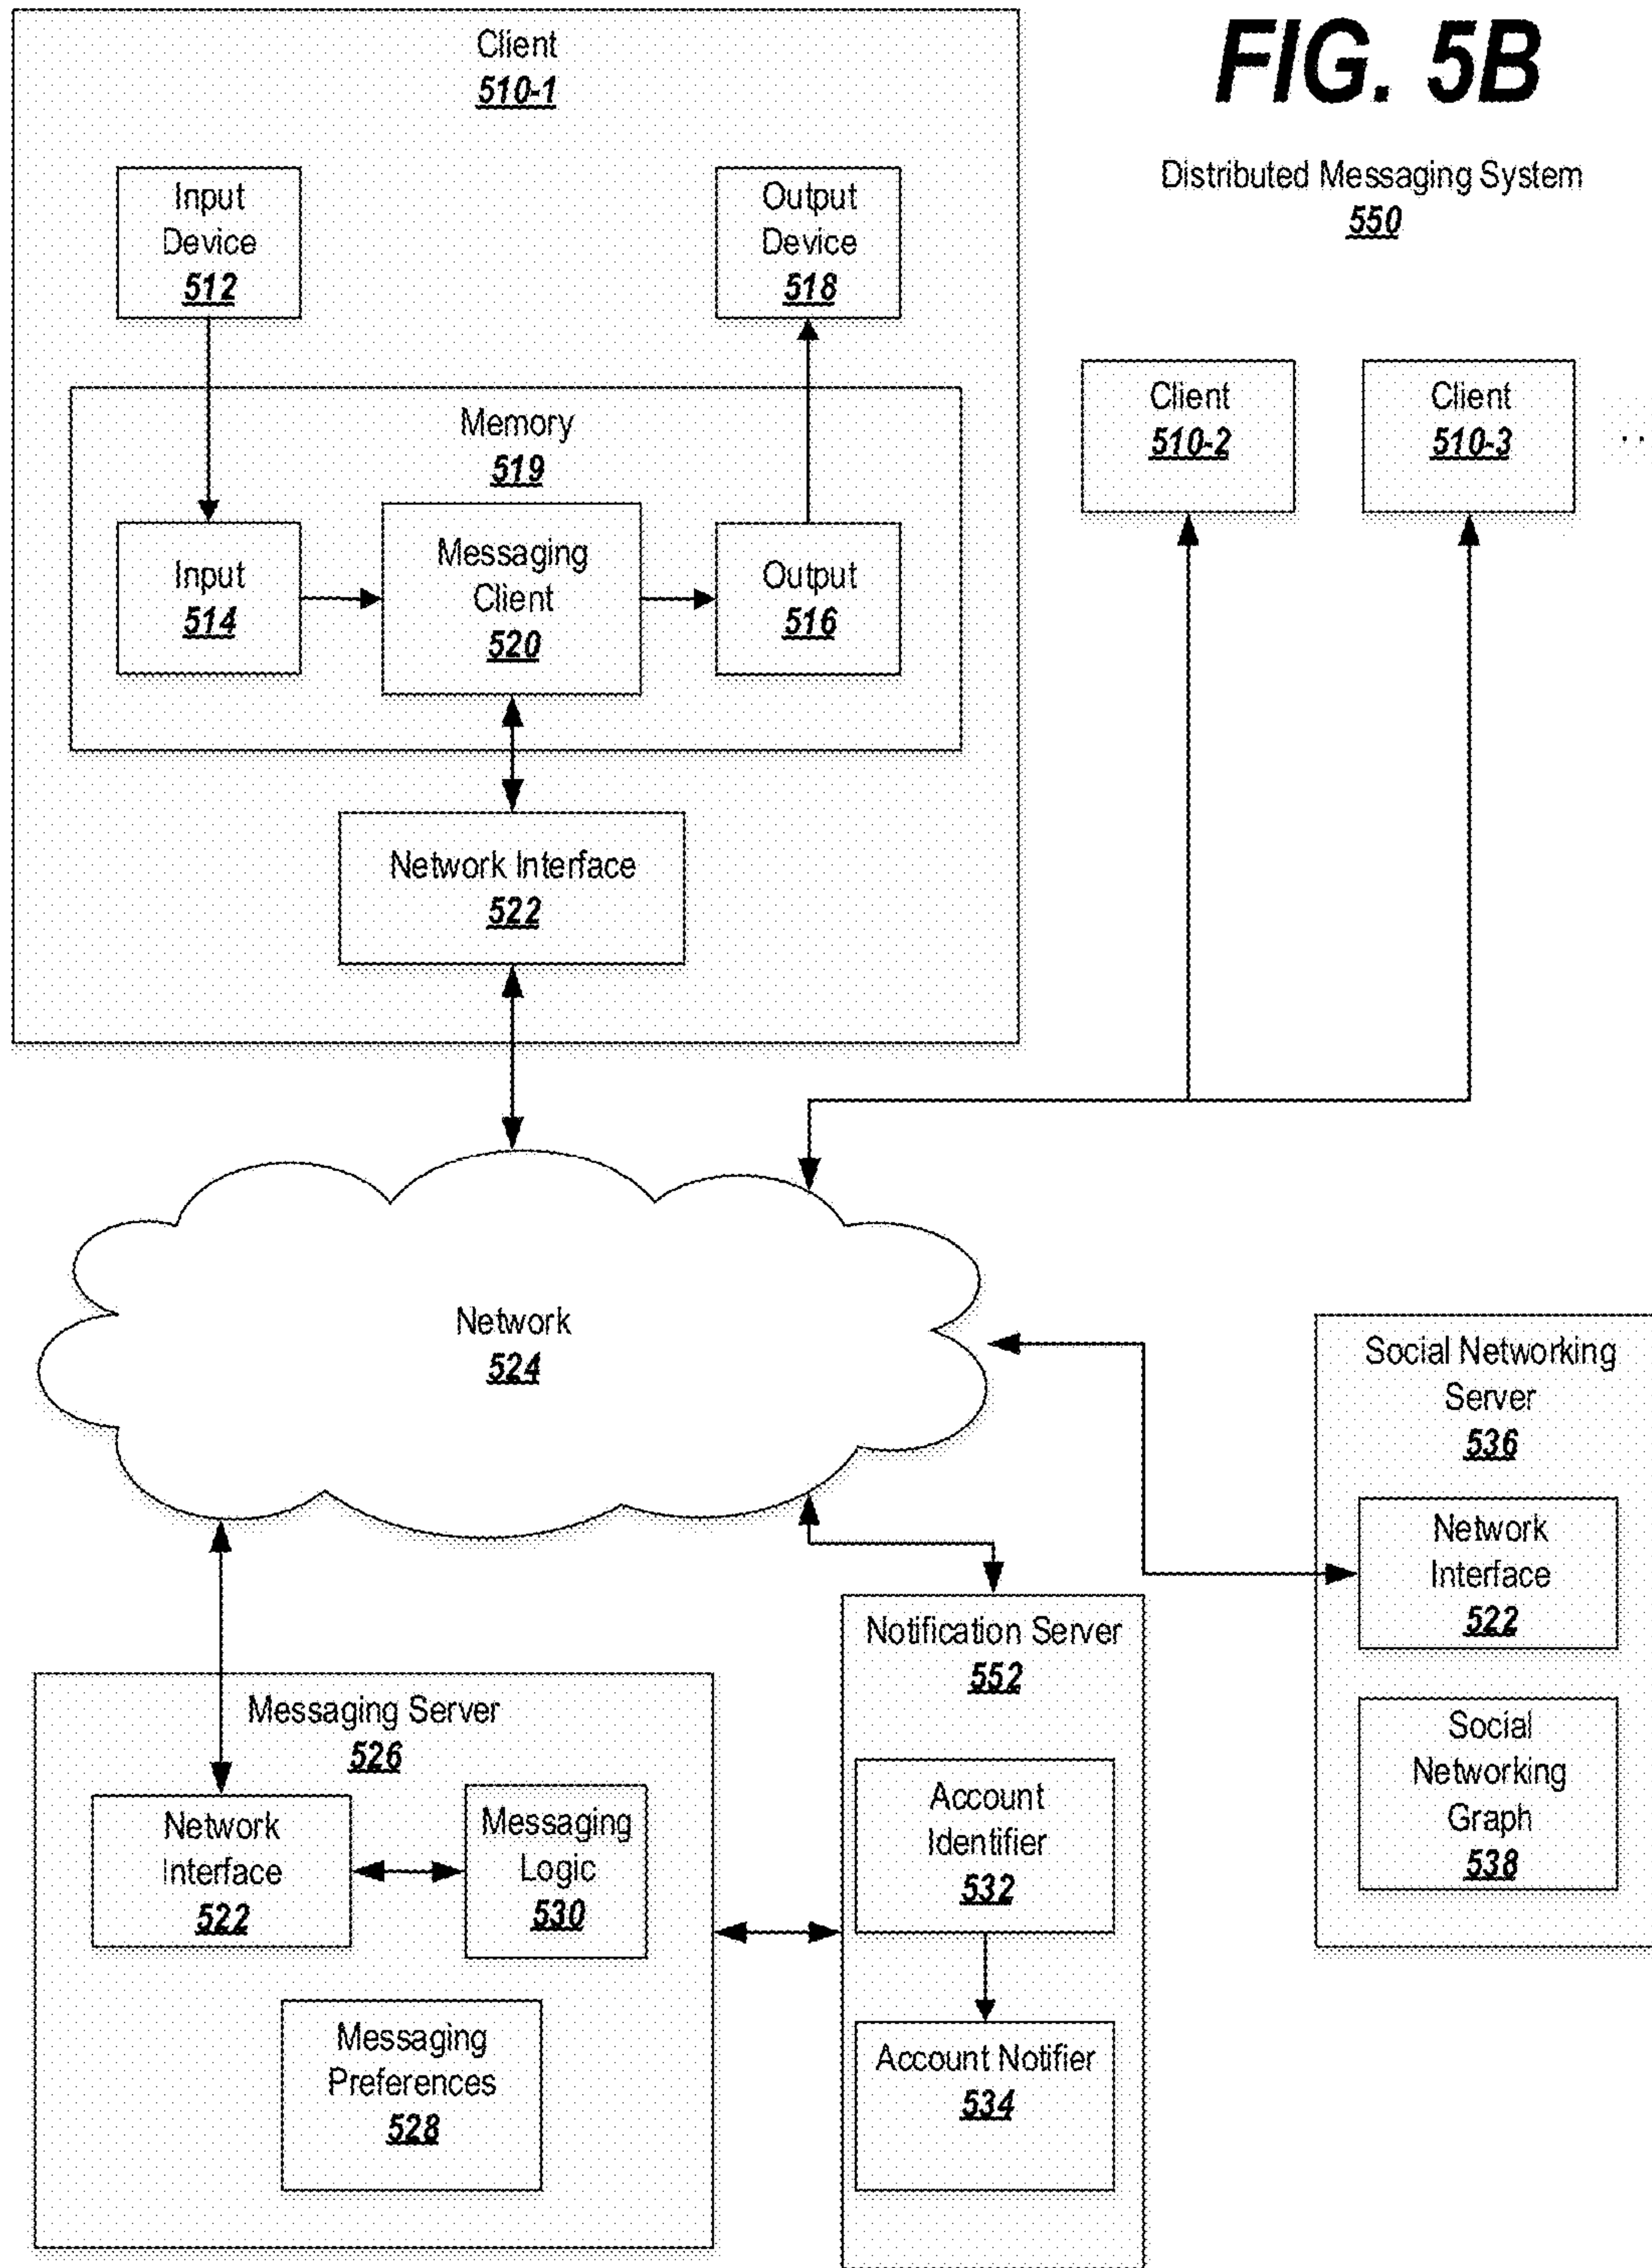 FIG. 5B
Distributed Messaging System
550
Client
510-1
Input
Device
512
Output
Device
518
Memory
519
Input
514
Messaging
Client
520
Output
516
Network Interface
522
Client
510-2
Client
510-3
..
Network
524
Social Networking
Server
536
Network
Interface
522
Social
Networking
Graph
538
Messaging Server
526
Network
Interface
522
Messaging
Logic
530
Messaging
Preferences
528
Notification Server
552
Account
Identifier
532
Account Notifier
534